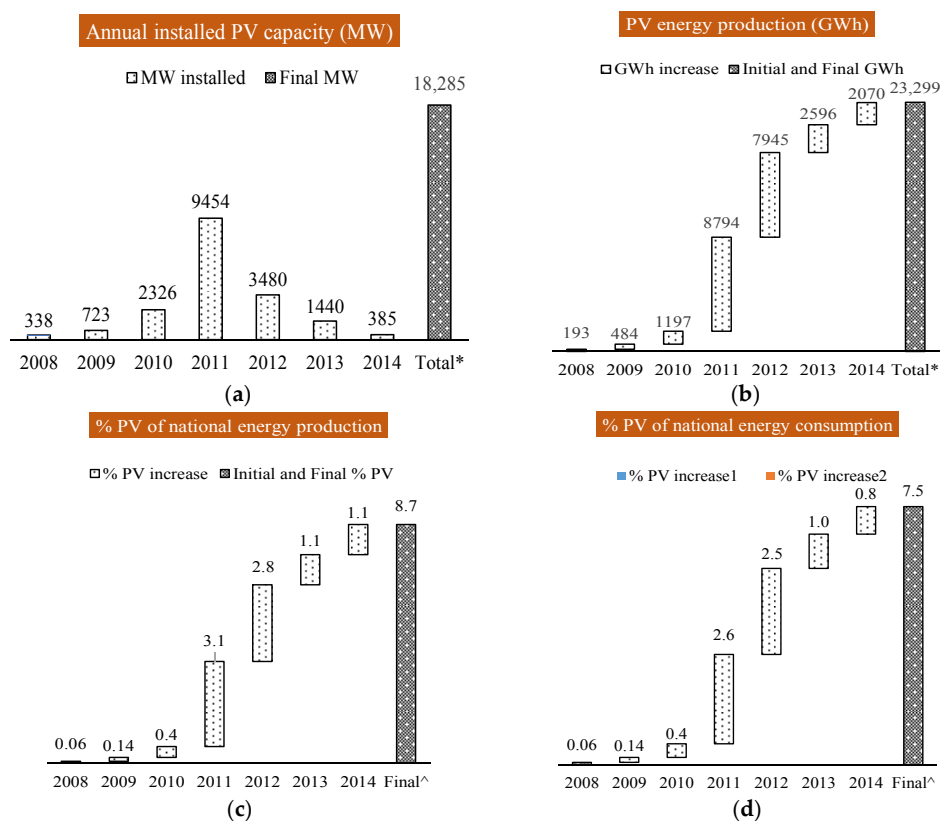 Annual installed PV capacity (MW)
MW installed Final MW
18,285
9454
3480
2326
1440
723
338
385
2008 2009 2010 2011 2012 2013 2014 Total*
(a)
PV energy production (GWh)
GWh increase Initial and Final GWh
2070 23,299
2596
7945
8794
1197
484
193
2008 2009 2010 2011 2012 2013 2014 Total*
(b)
% PV of national energy production
% PV increase Initial and Final % PV
1.1 8.7
1.1
2.8
3.1
0.4
0.14
0.06
2008 2009 2010 2011 2012 2013 2014 Final^
(c)
% PV of national energy consumption
% PV increase1 % PV increase2
0.8 7.5
1.0
2.5
2.6
0.4
0.14
0.06
2008 2009 2010 2011 2012 2013 2014 Final^
(d)